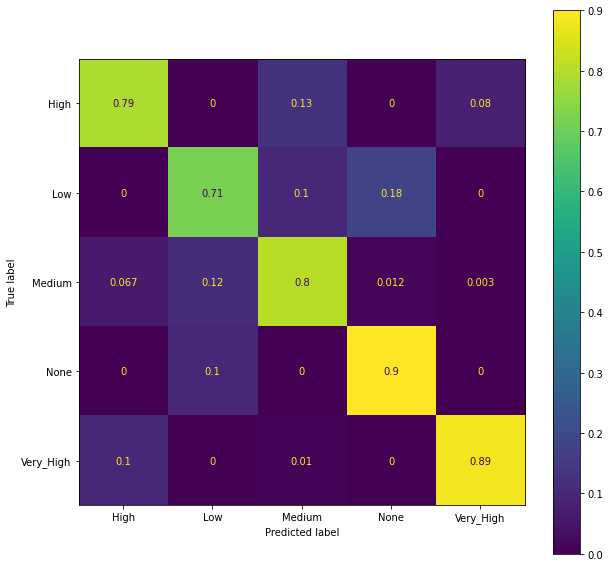 High 0.79 0 0.13 0 0.08
Low 0 0.71 0.1 0.18 0
Medium 0.067 0.12 0.8 0.012 0.003
None 0 0.1 0 0.9 0
Very_High 0.1 0 0.01 0 0.89
High Low Medium None Very_High
Predicted label
True label
0.9
0.8
0.7
0.6
0.5
0.4
0.3
0.2
0.1
0.0